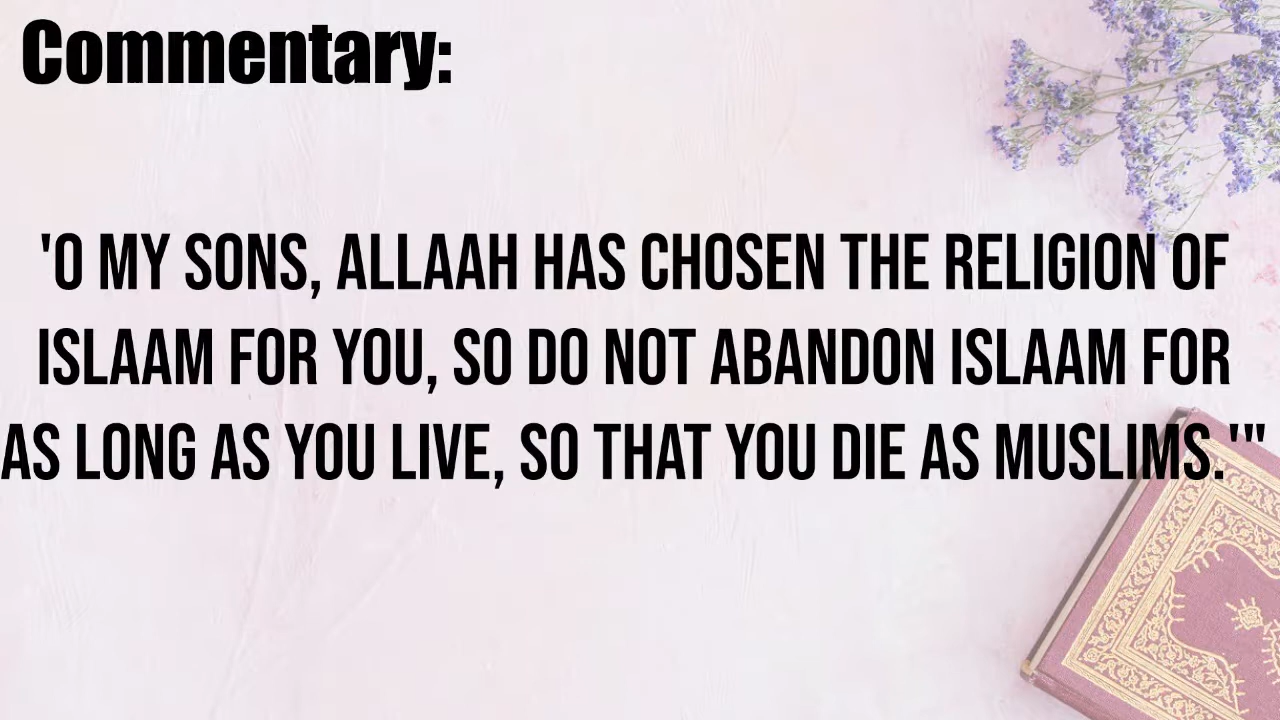 Commentary:
'O MY SONS, ALLAAH HAS CHOSEN THE RELIGION OF
ISLAAM FOR YOU, SO DO NOT ABANDON ISLAAM FOR
AS LONG AS YOU LIVE, SO THAT YOU DIE AS MUSLIMS.'"